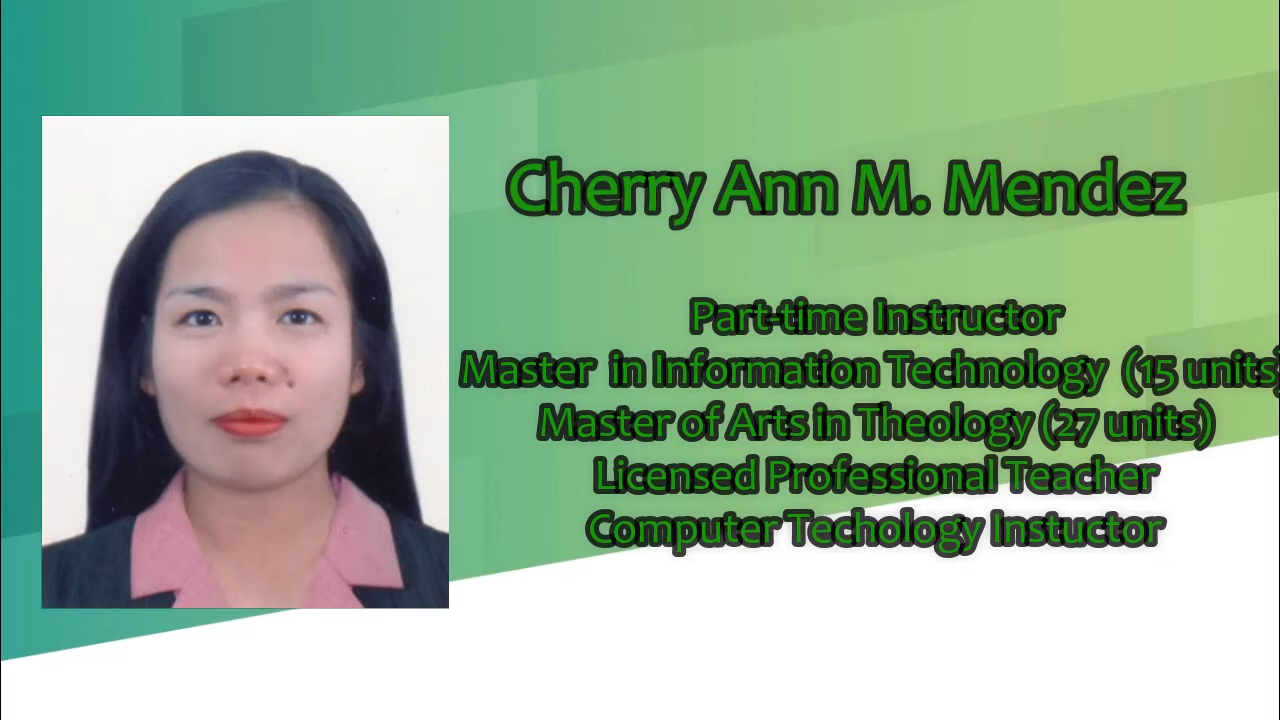 Cherry Ann M. Mendez
Part-time Instructor
Master in Information Technology (15 units)
Master of Arts in Theology (27 units)
Licensed Professional Teacher
Computer Techology Instuctor